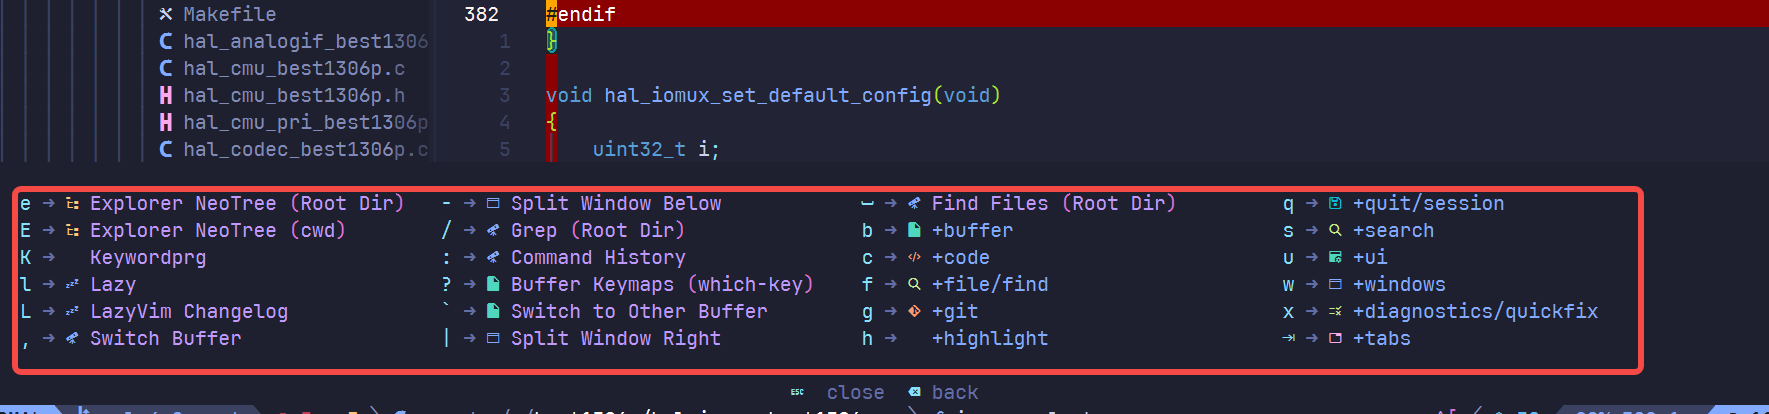 Makefile 382 #endif
hal_analogif_best1306 1 }
hal_cmu_best1306p.c 2
hal_cmu_best1306p.h 3 void hal_iomux_set_default_config(void)
hal_cmu_pri_best1306p 4 {
hal_codec_best1306p.c 5 uint32_t i;
e → Explorer NeoTree (Root Dir) - → Split Window Below ␣ → Find Files (Root Dir) q → +quit/session
E → Explorer NeoTree (cwd) / → Grep (Root Dir) b → +buffer s → +search
K → Keywordprg : → Command History c → +code u → +ui
l → Lazy ? → Buffer Keymaps (which-key) f → +file/find w → +windows
L → LazyVim Changelog ` → Switch to Other Buffer g → +git x → +diagnostics/quickfix
, → Switch Buffer | → Split Window Right h → +highlight ⇥ → +tabs
ESC close back